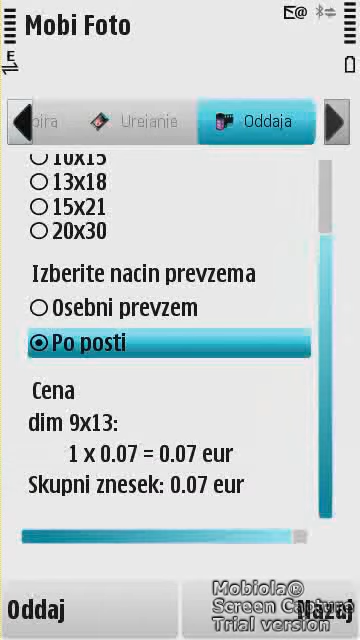 Mobi Foto
E@
E
Urejanje
Oddaja
10x15
13x18
15x21
20x30
Izberite nacin prevzema
Osebni prevzem
Po posti
Cena
dim 9x13:
1 x 0.07 = 0.07 eur
Skupni znesek: 0.07 eur
Oddaj
Nazaj
Mobiola®
Screen Capture
Trial version